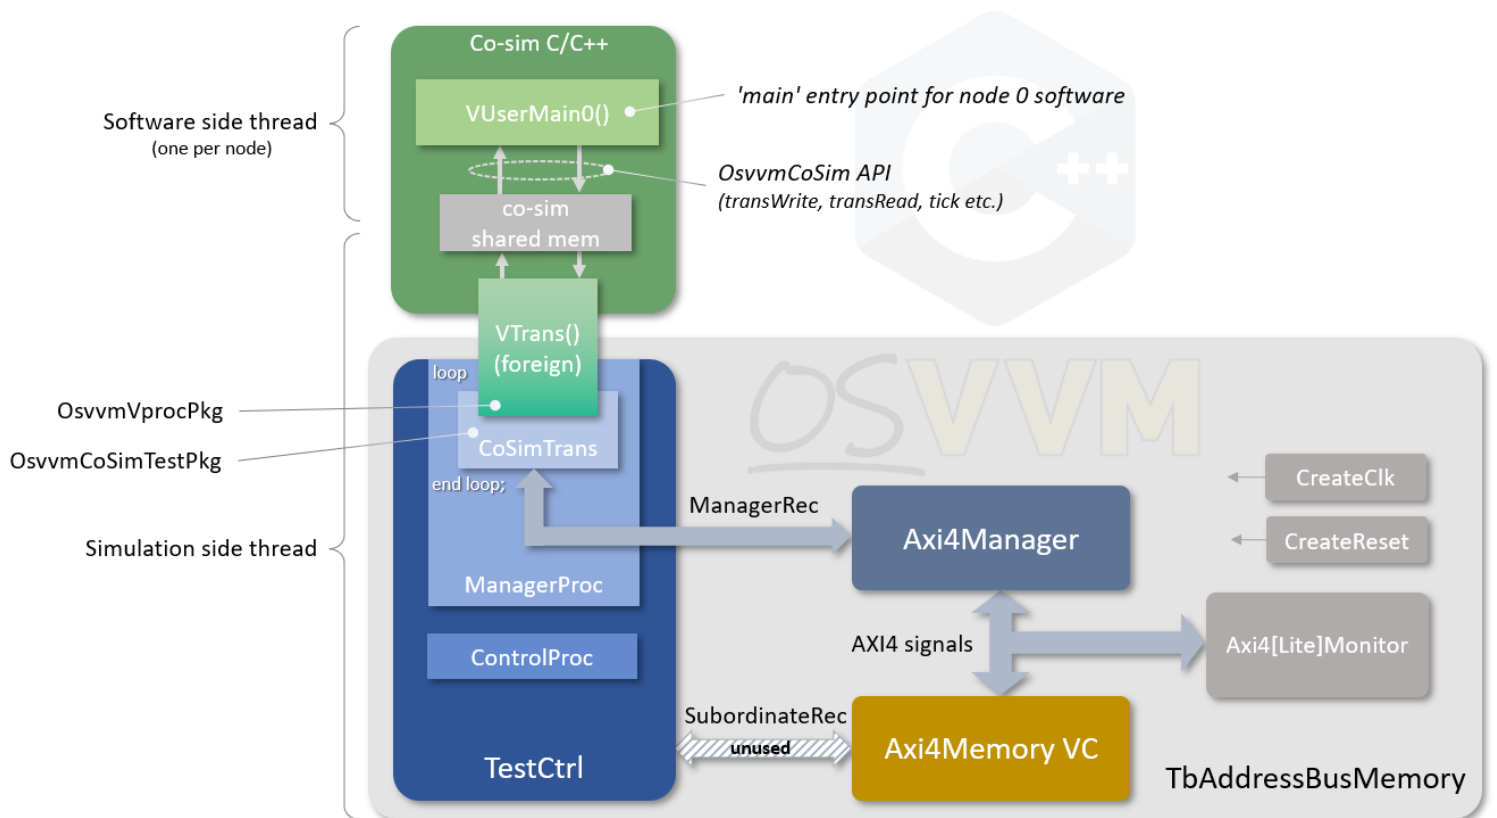 Co-sim C/C++
VUserMain0()
'main' entry point for node 0 software
Software side thread
(one per node)
OsvvmCoSim API
(transWrite, transRead, tick etc.)
++
co-sim
shared mem
VTrans()
(foreign)
loop
OSVVM
OsvvmVprocPkg
OsvvmCoSimTestPkg
CoSimTrans
end loop;
ManagerRec
CreateClk
Axi4Manager
CreateReset
Simulation side thread
ManagerProc
AXI4 signals
Axi4[Lite]Monitor
ControlProc
SubordinateRec
unused
Axi4Memory VC
TestCtrl
TbAddressBusMemory